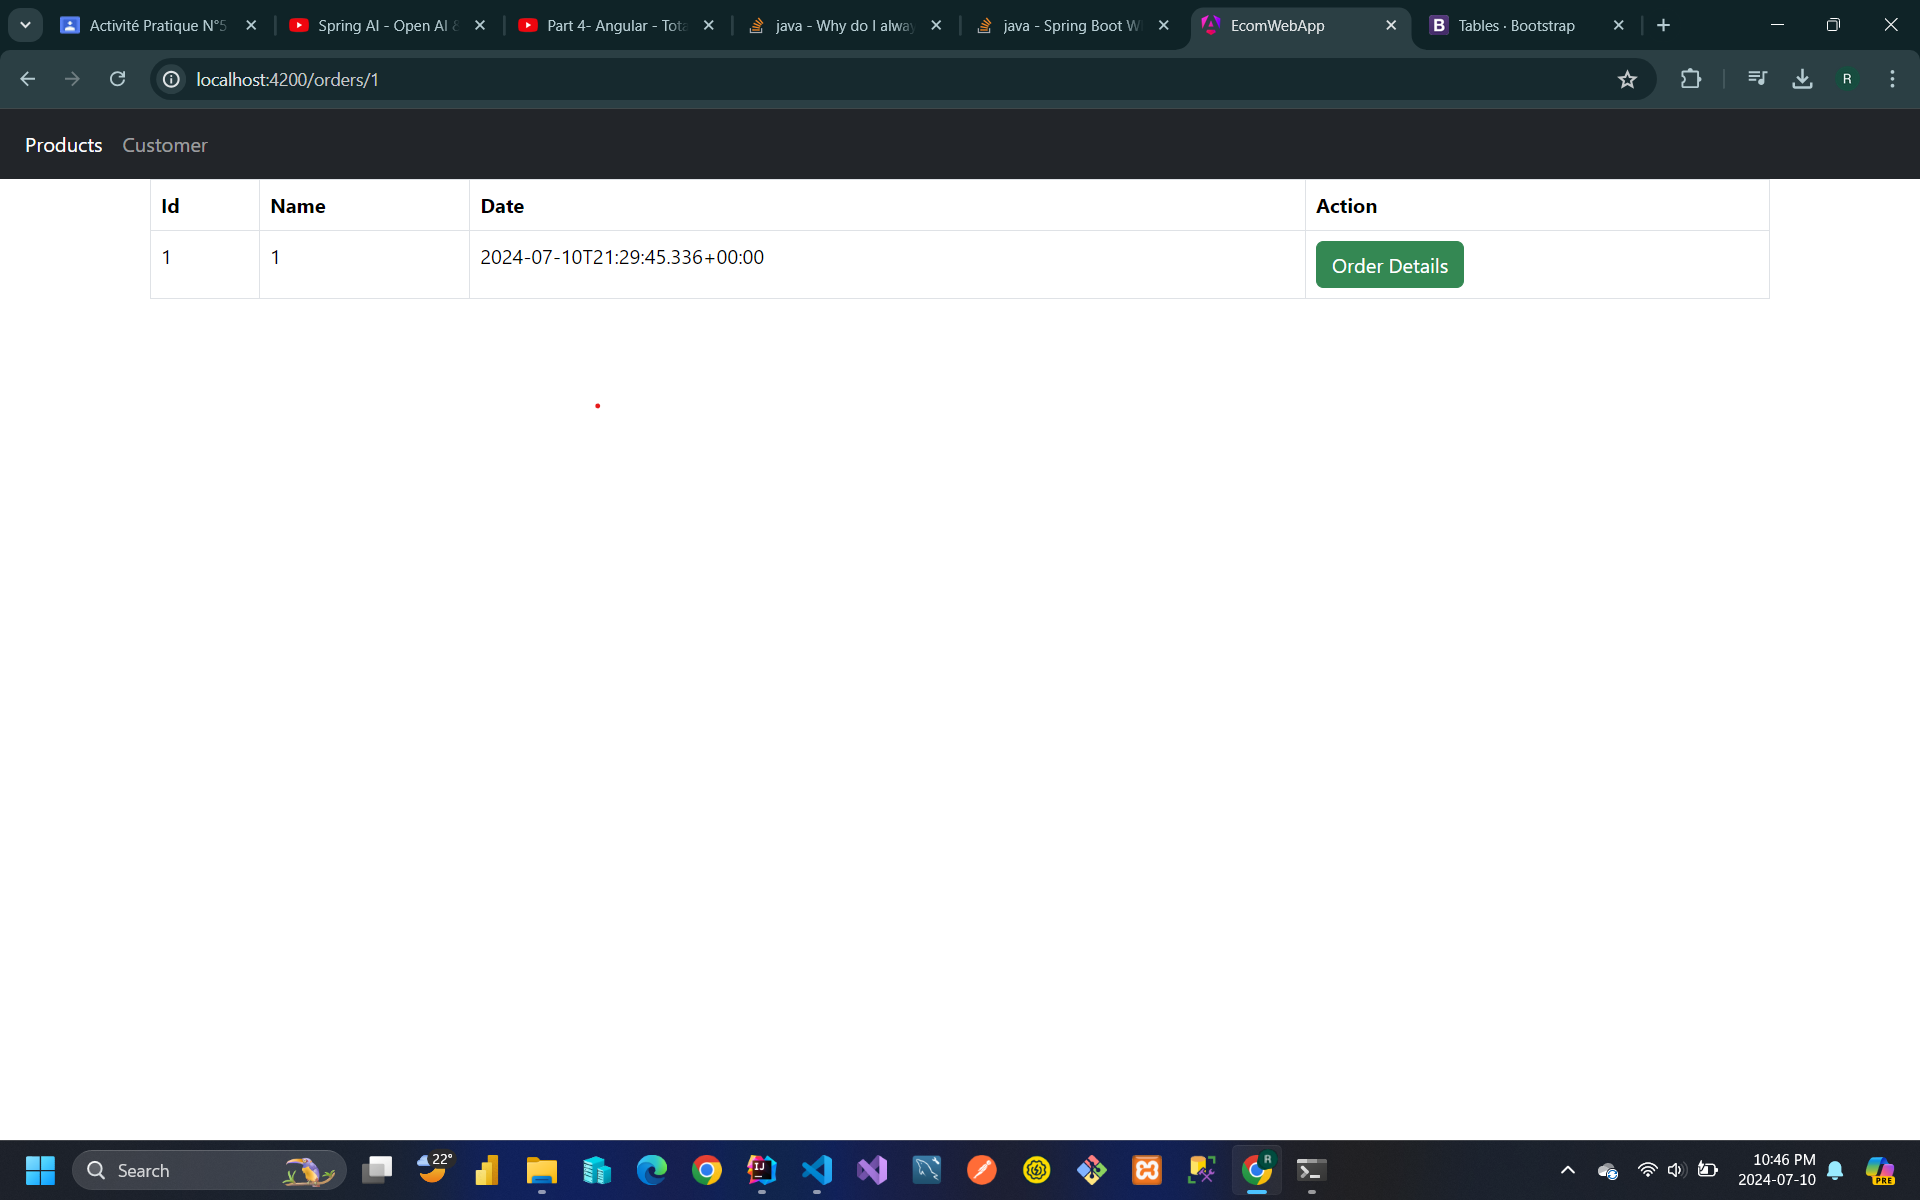 Activité Pratique N°5
Spring AI - Open AI &
Part 4- Angular - Tota
java - Why do I alway
java - Spring Boot W
EcomWebApp
Tables · Bootstrap
localhost:4200/orders/1
R
Products Customer
Id Name Date Action
1 1 2024-07-10T21:29:45.336+00:00 Order Details
Search
22°
10:46 PM
2024-07-10
PRE